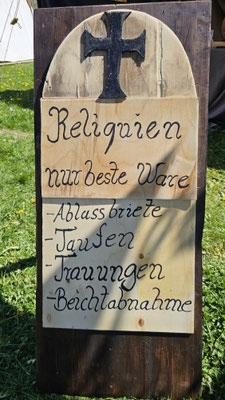 Reliquien
nur beste Ware
-Ablassbriefe
-Taufen
-Trauungen
-Beichtabnahme